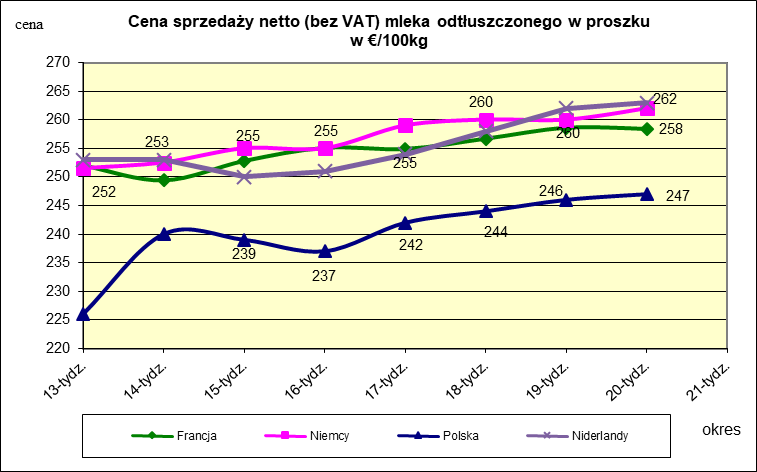 cena
Cena sprzedaży netto (bez VAT) mleka odtłuszczonego w proszku
w €/100kg
270
265
260
255
250
245
240
235
230
225
220
252
253
255
255
255
260
260
262
258
239
237
242
244
246
247
13-tydz.
14-tydz.
15-tydz.
16-tydz.
17-tydz.
18-tydz.
19-tydz.
20-tydz.
21-tydz.
okres
Francja Niemcy Polska Niderlandy